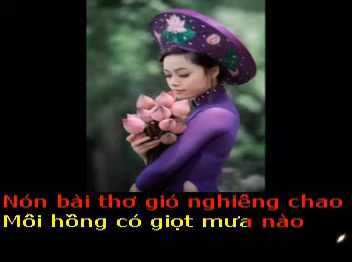 Nón bài thơ gió nghiêng chao
Môi hồng có giọt mưa nào